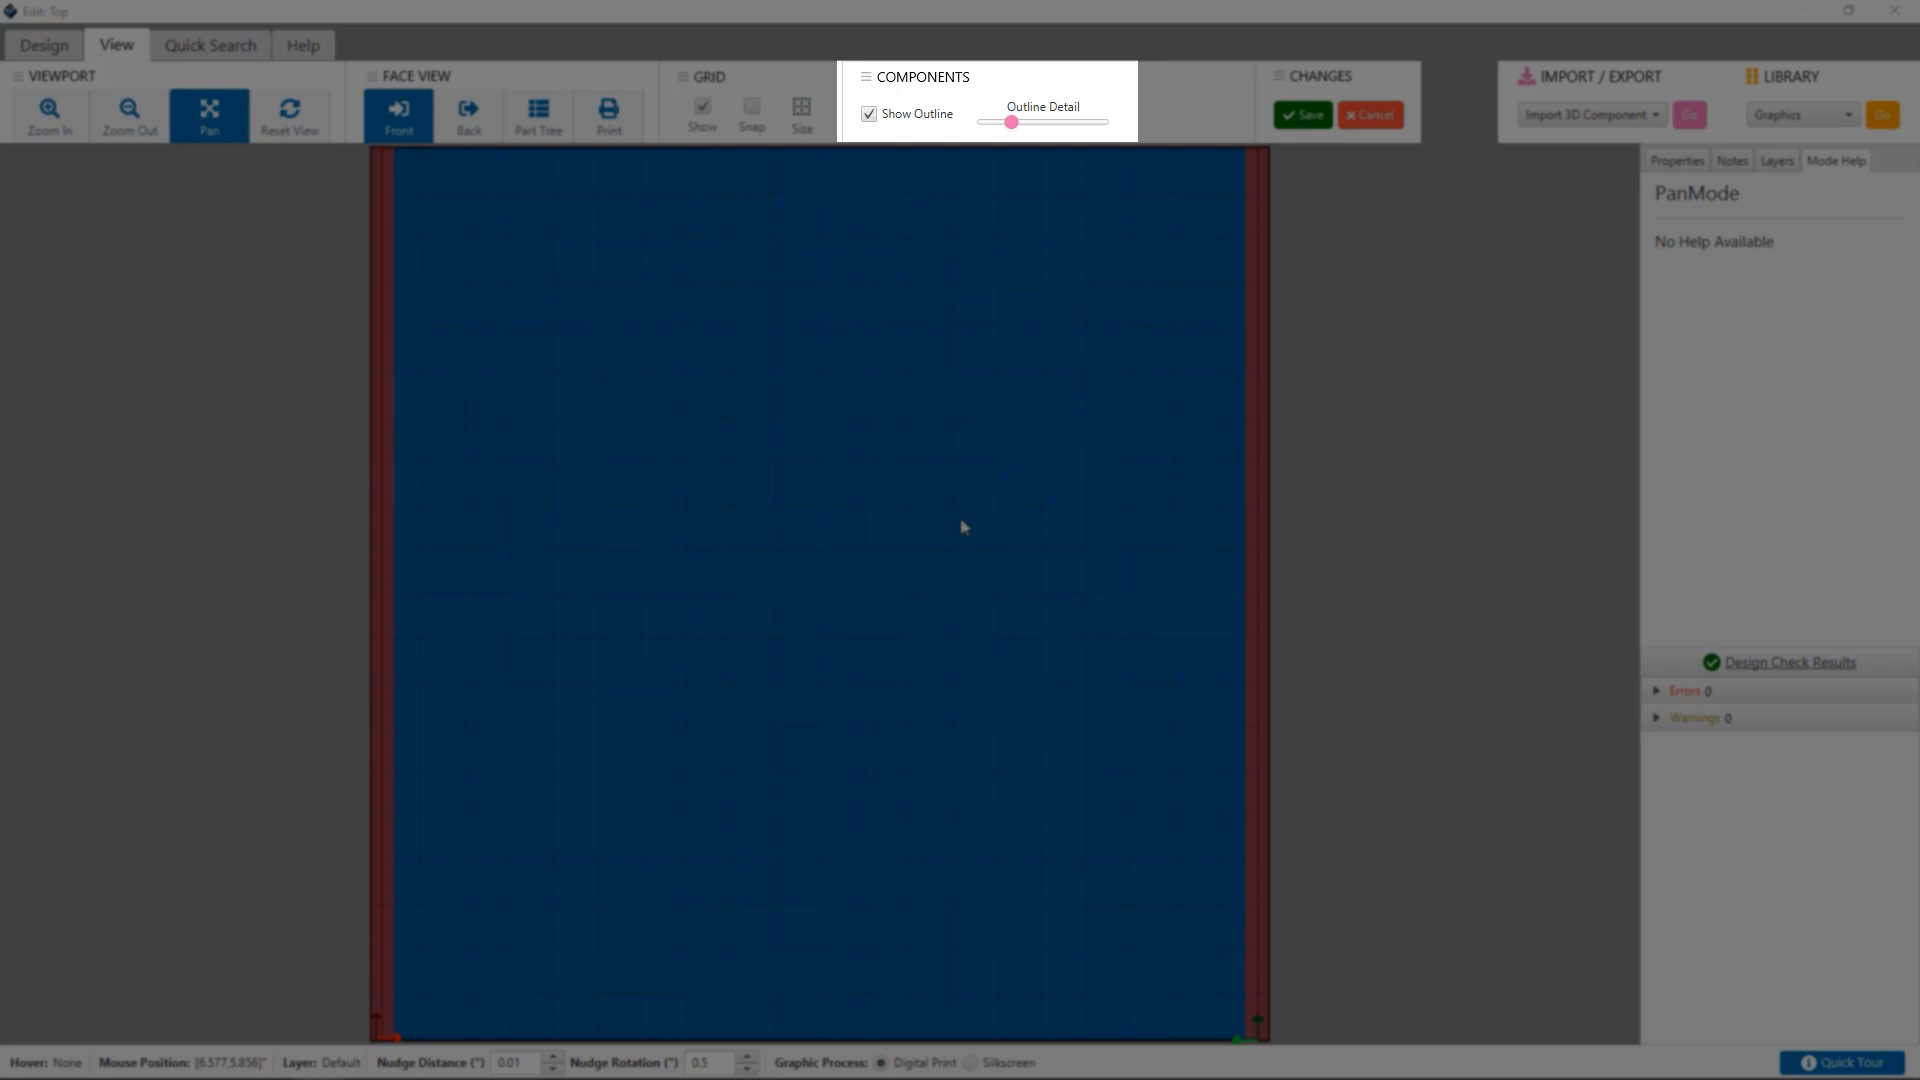 Edit: Top
Design View Quick Search Help
VIEWPORT FACE VIEW GRID COMPONENTS CHANGES IMPORT / EXPORT LIBRARY
Show Outline Outline Detail Save Cancel Import 3D Component Go Graphics Go
Zoom In Zoom Out Pan Reset View Front Back Part Tree Print Show Snap Size
Properties Notes Layers Mode Help
PanMode
No Help Available
Design Check Results
Errors 0
Warnings 0
Hover: None Mouse Position: [6.577,5.856]" Layer: Default Nudge Distance (") 0.01 Nudge Rotation (°) 0.5 Graphic Process: Digital Print Silkscreen Quick Tour